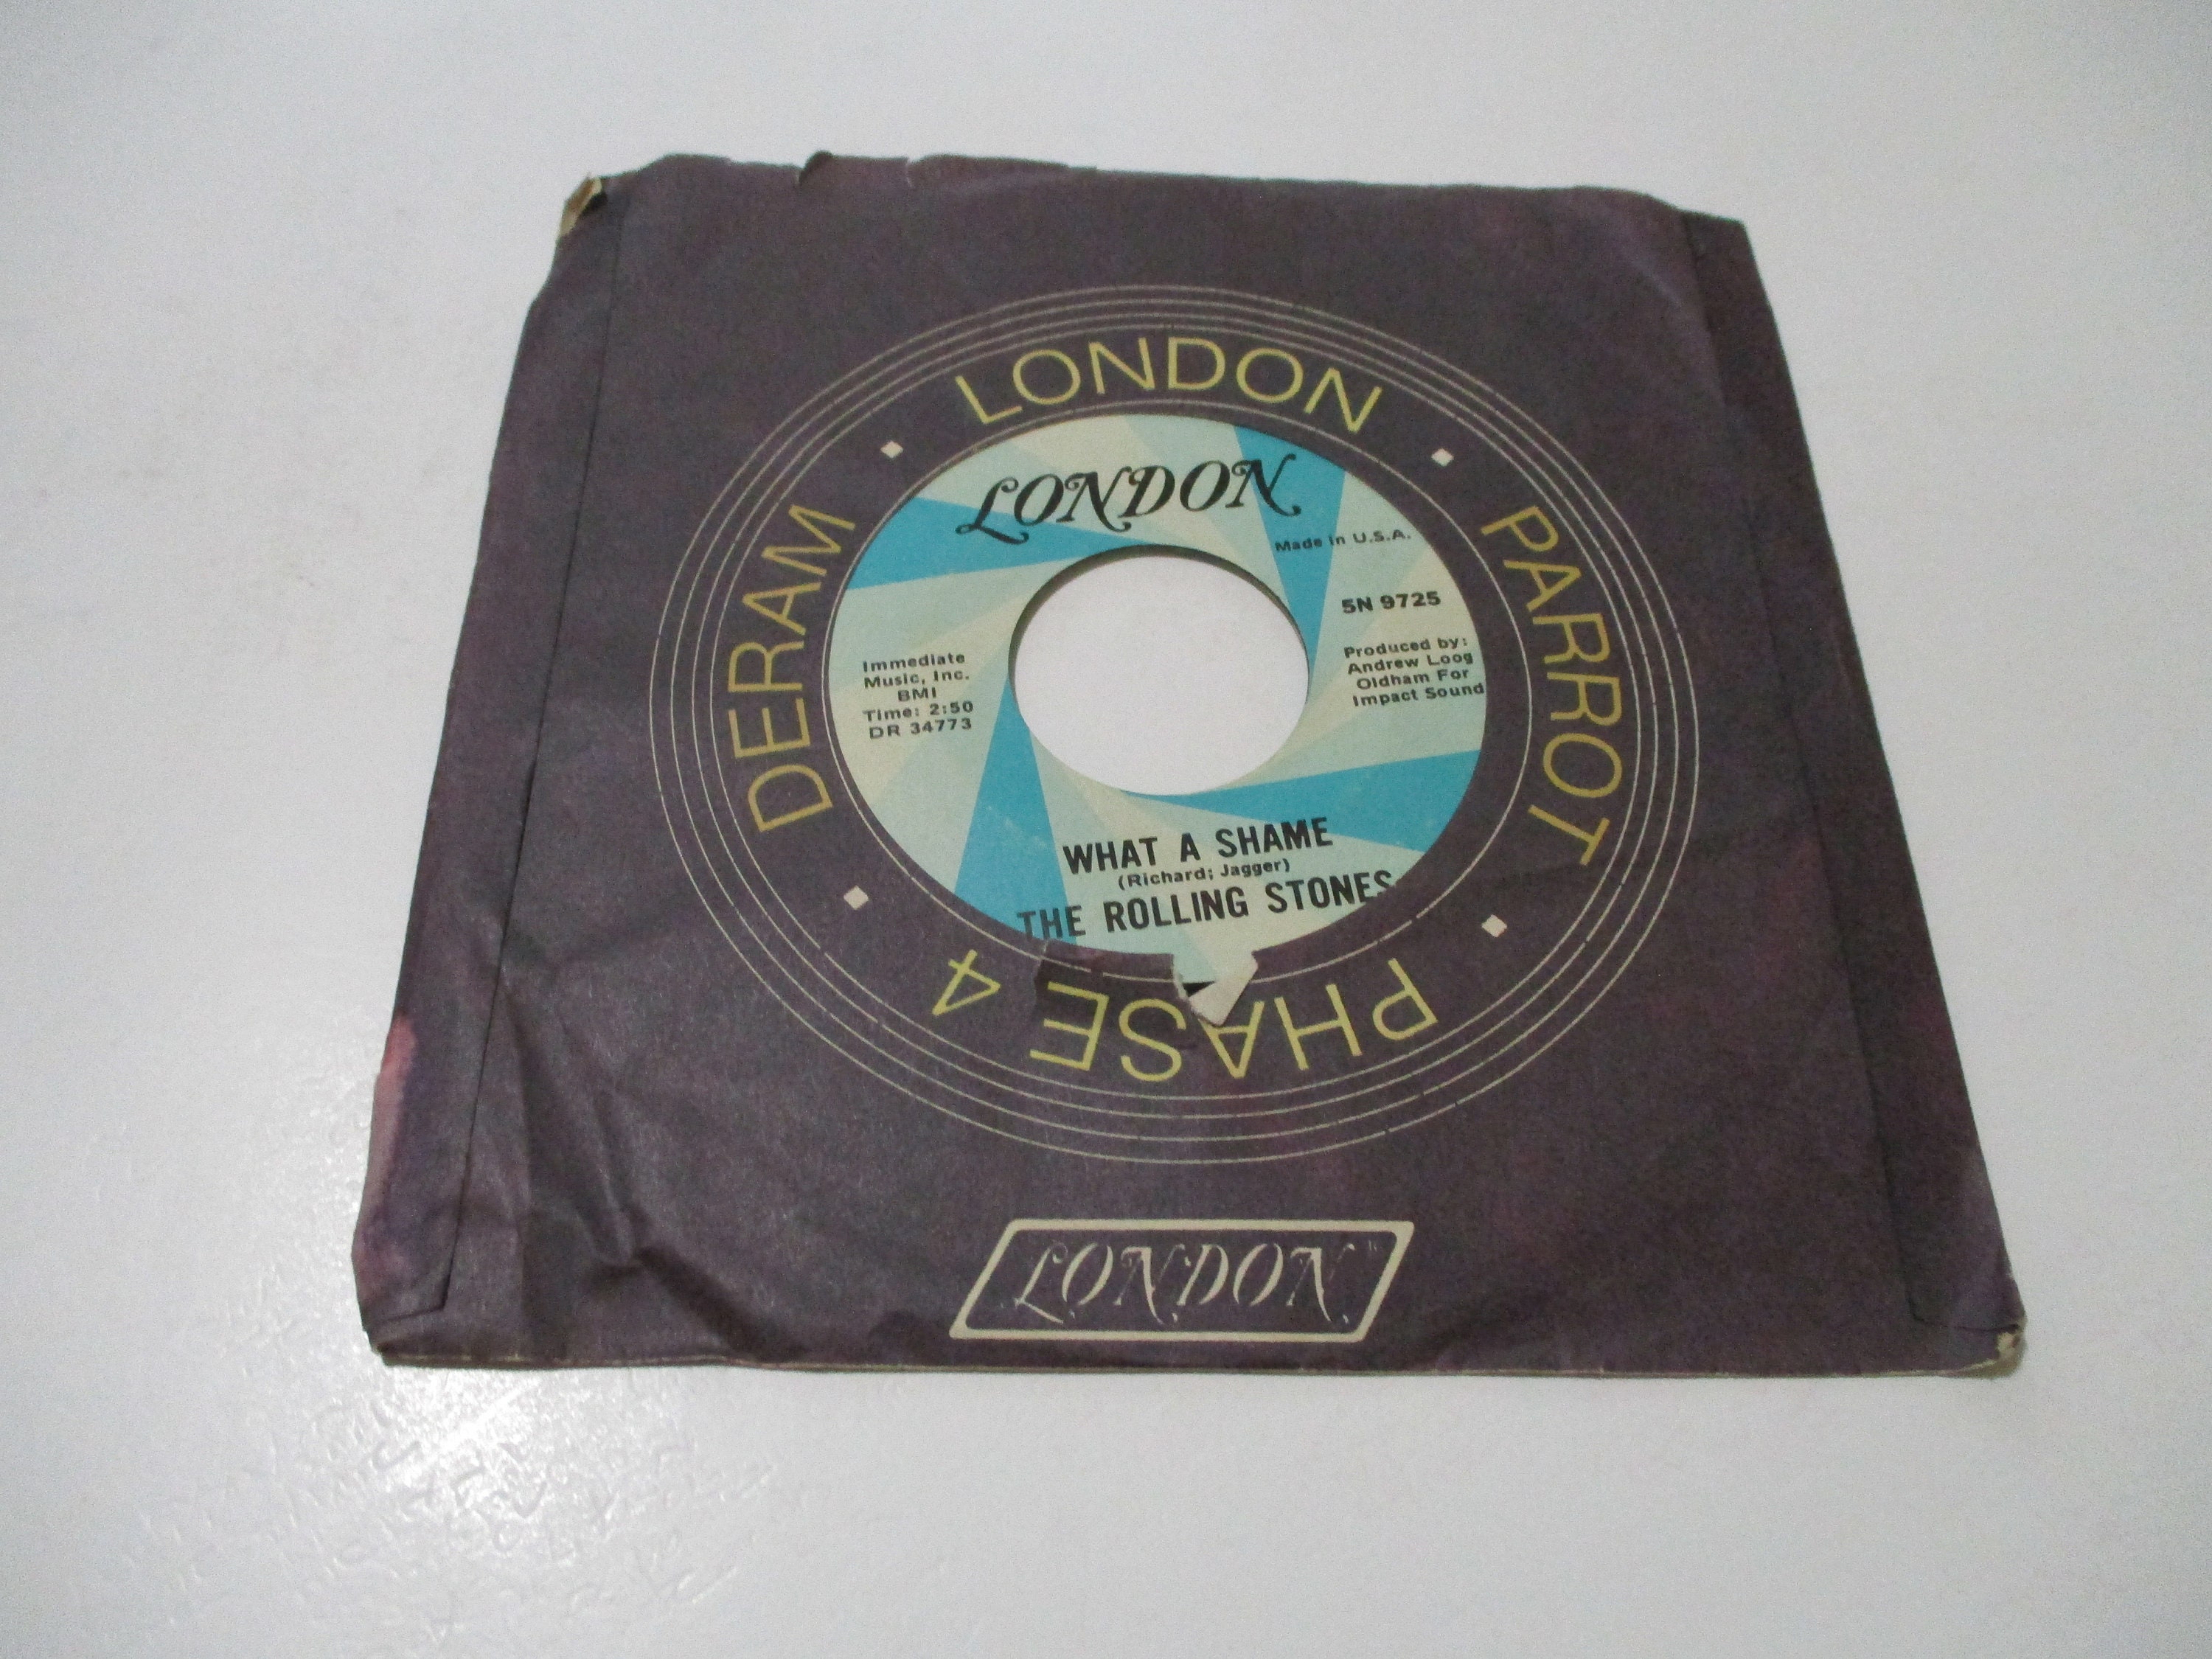 LONDON
PARROT
PHASE 4
DERAM
LONDON
Made in U.S.A.
5N 9725
Produced by:
Andrew Loog
Oldham For
Impact Sound
Immediate
Music, Inc.
BMI
Time: 2:50
DR 34773
WHAT A SHAME
(Richard; Jagger)
THE ROLLING STONES
LONDON